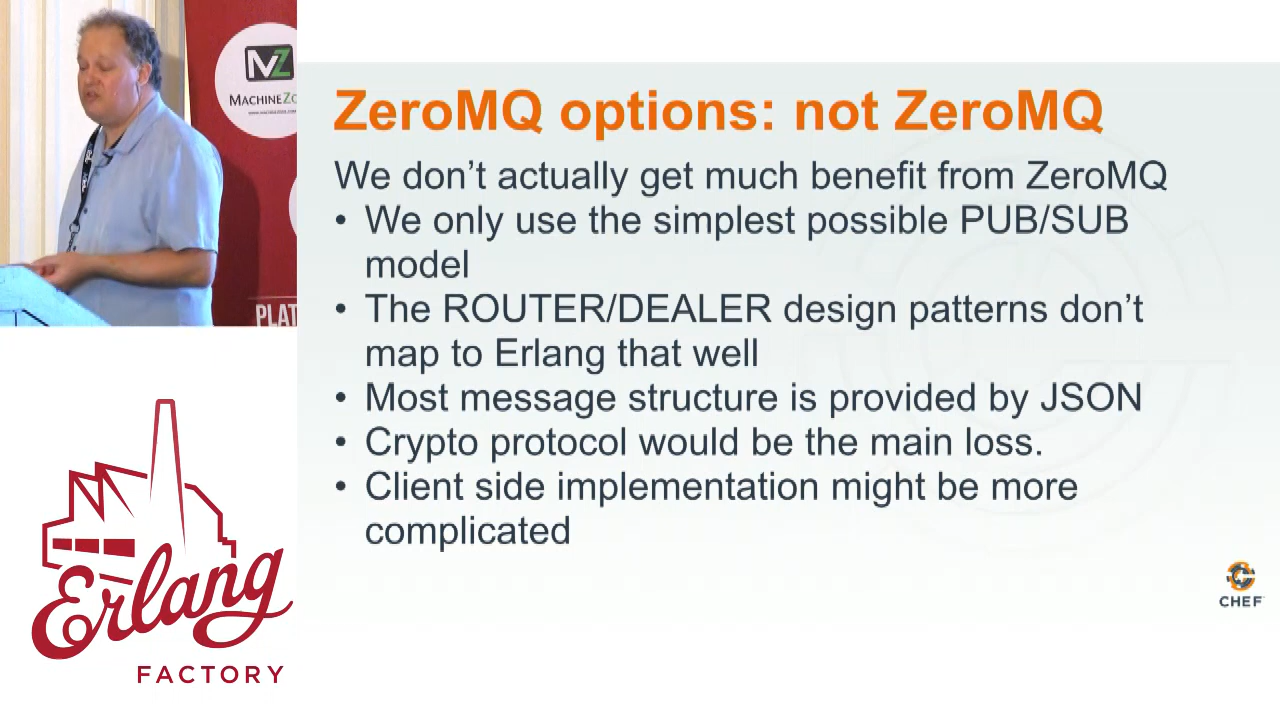 MZ
MACHINEZO
PLAT
ZeroMQ options: not ZeroMQ
We don't actually get much benefit from ZeroMQ
• We only use the simplest possible PUB/SUB
model
• The ROUTER/DEALER design patterns don't
map to Erlang that well
• Most message structure is provided by JSON
• Crypto protocol would be the main loss.
• Client side implementation might be more
complicated
CHEF
Erlang
FACTORY